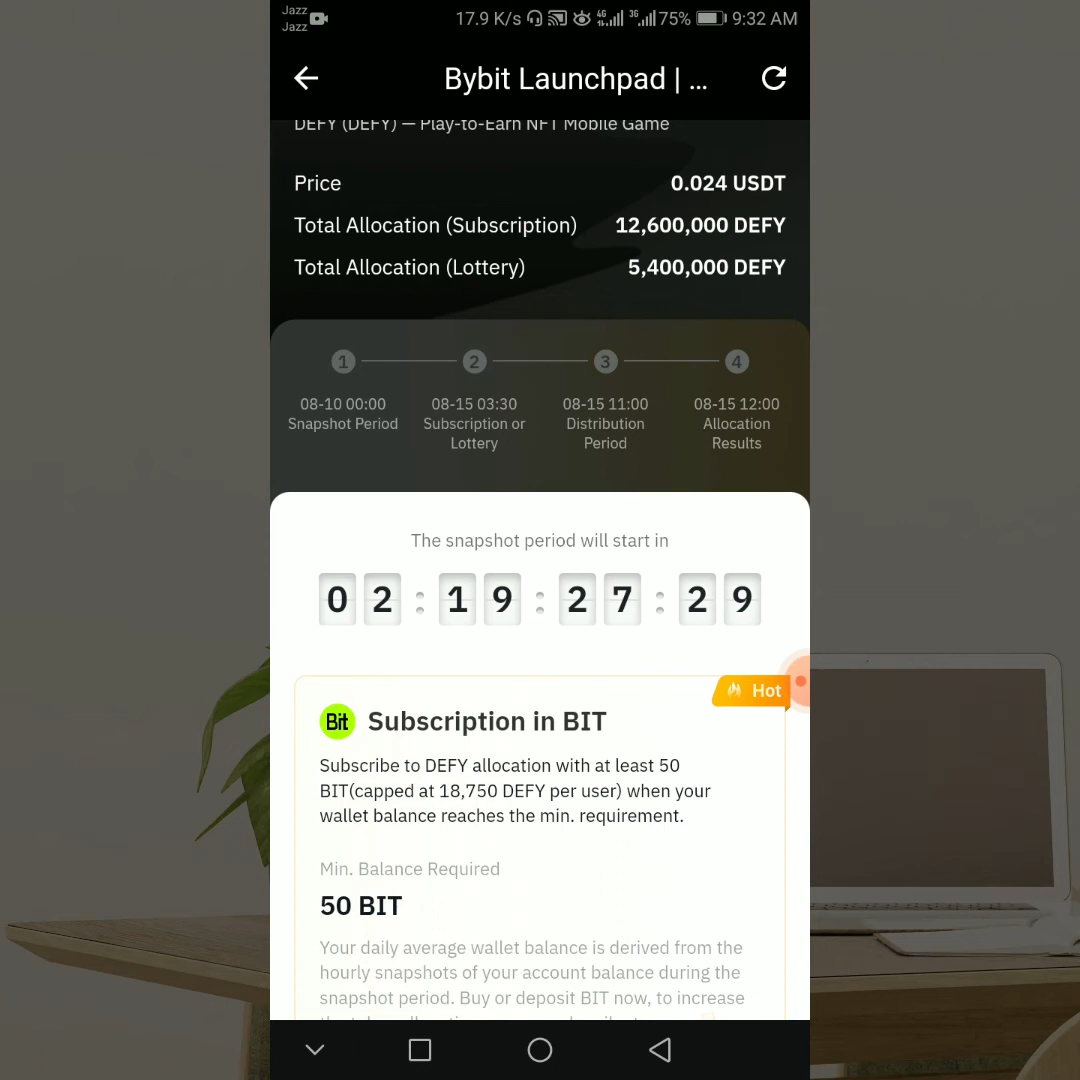 Jazz
Jazz
17.9 K/s 4G 3G 75% 9:32 AM
Bybit Launchpad | ...
DEFY (DEFY) — Play-to-Earn NFT Mobile Game
Price 0.024 USDT
Total Allocation (Subscription) 12,600,000 DEFY
Total Allocation (Lottery) 5,400,000 DEFY
1 2 3 4
08-10 00:00 08-15 03:30 08-15 11:00 08-15 12:00
Snapshot Period Subscription or Distribution Allocation
Lottery Period Results
The snapshot period will start in
02 : 19 : 27 : 29
Hot
Bit Subscription in BIT
Subscribe to DEFY allocation with at least 50
BIT(capped at 18,750 DEFY per user) when your
wallet balance reaches the min. requirement.
Min. Balance Required
50 BIT
Your daily average wallet balance is derived from the
hourly snapshots of your account balance during the
snapshot period. Buy or deposit BIT now, to increase